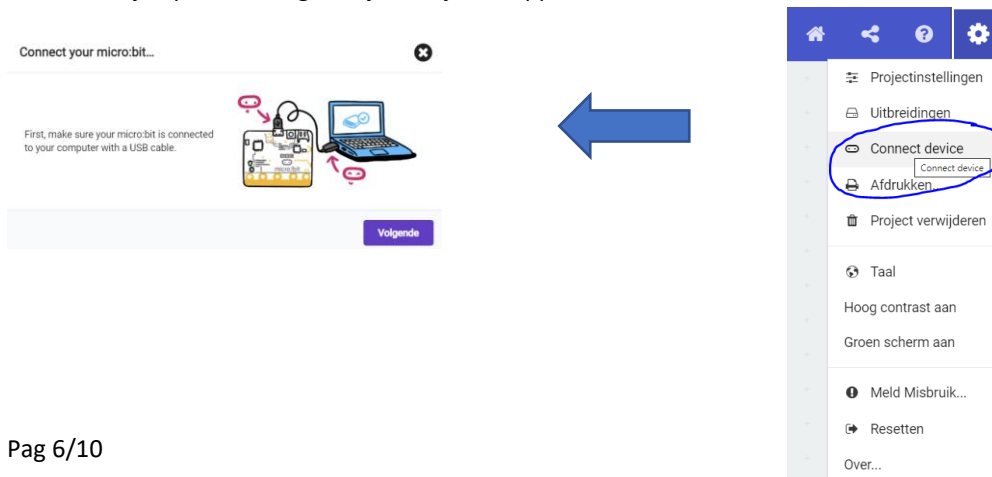 Connect your micro:bit...
First, make sure your micro:bit is connected
to your computer with a USB cable.
micro:bit
Volgende
Projectinstellingen
Uitbreidingen
Connect device
Connect device
Afdrukken...
Project verwijderen
Taal
Hoog contrast aan
Groen scherm aan
Meld Misbruik...
Resetten
Over...
Pag 6/10